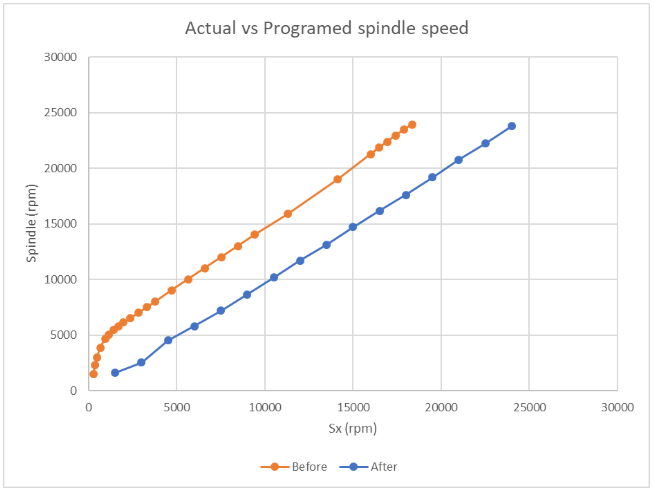 Actual vs Programed spindle speed
30000
25000
20000
15000
10000
5000
0
Spindle (rpm)
0 5000 10000 15000 20000 25000 30000
Sx (rpm)
Before After